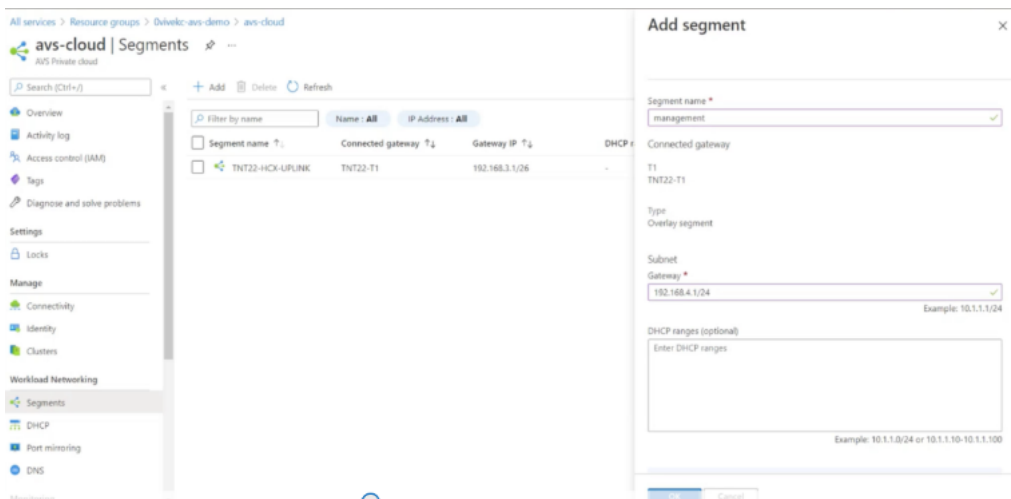 All services > Resource groups > 0vivekc-avs-demo > avs-cloud
avs-cloud | Segments
AVS Private cloud
Search (Ctrl+/)
Overview
Activity log
Access control (IAM)
Tags
Diagnose and solve problems
Settings
Locks
Manage
Connectivity
Identity
Clusters
Workload Networking
Segments
DHCP
Port mirroring
DNS
Monitoring
+ Add Delete Refresh
Filter by name Name : All IP Address : All
Segment name ↑↓ Connected gateway ↑↓ Gateway IP ↑↓ DHCP
TNT22-HCX-UPLINK TNT22-T1 192.168.3.1/26 -
Add segment
Segment name *
management
Connected gateway
T1
TNT22-T1
Type
Overlay segment
Subnet
Gateway *
192.168.4.1/24
Example: 10.1.1.1/24
DHCP ranges (optional)
Enter DHCP ranges
Example: 10.1.1.0/24 or 10.1.1.10-10.1.1.100
OK Cancel